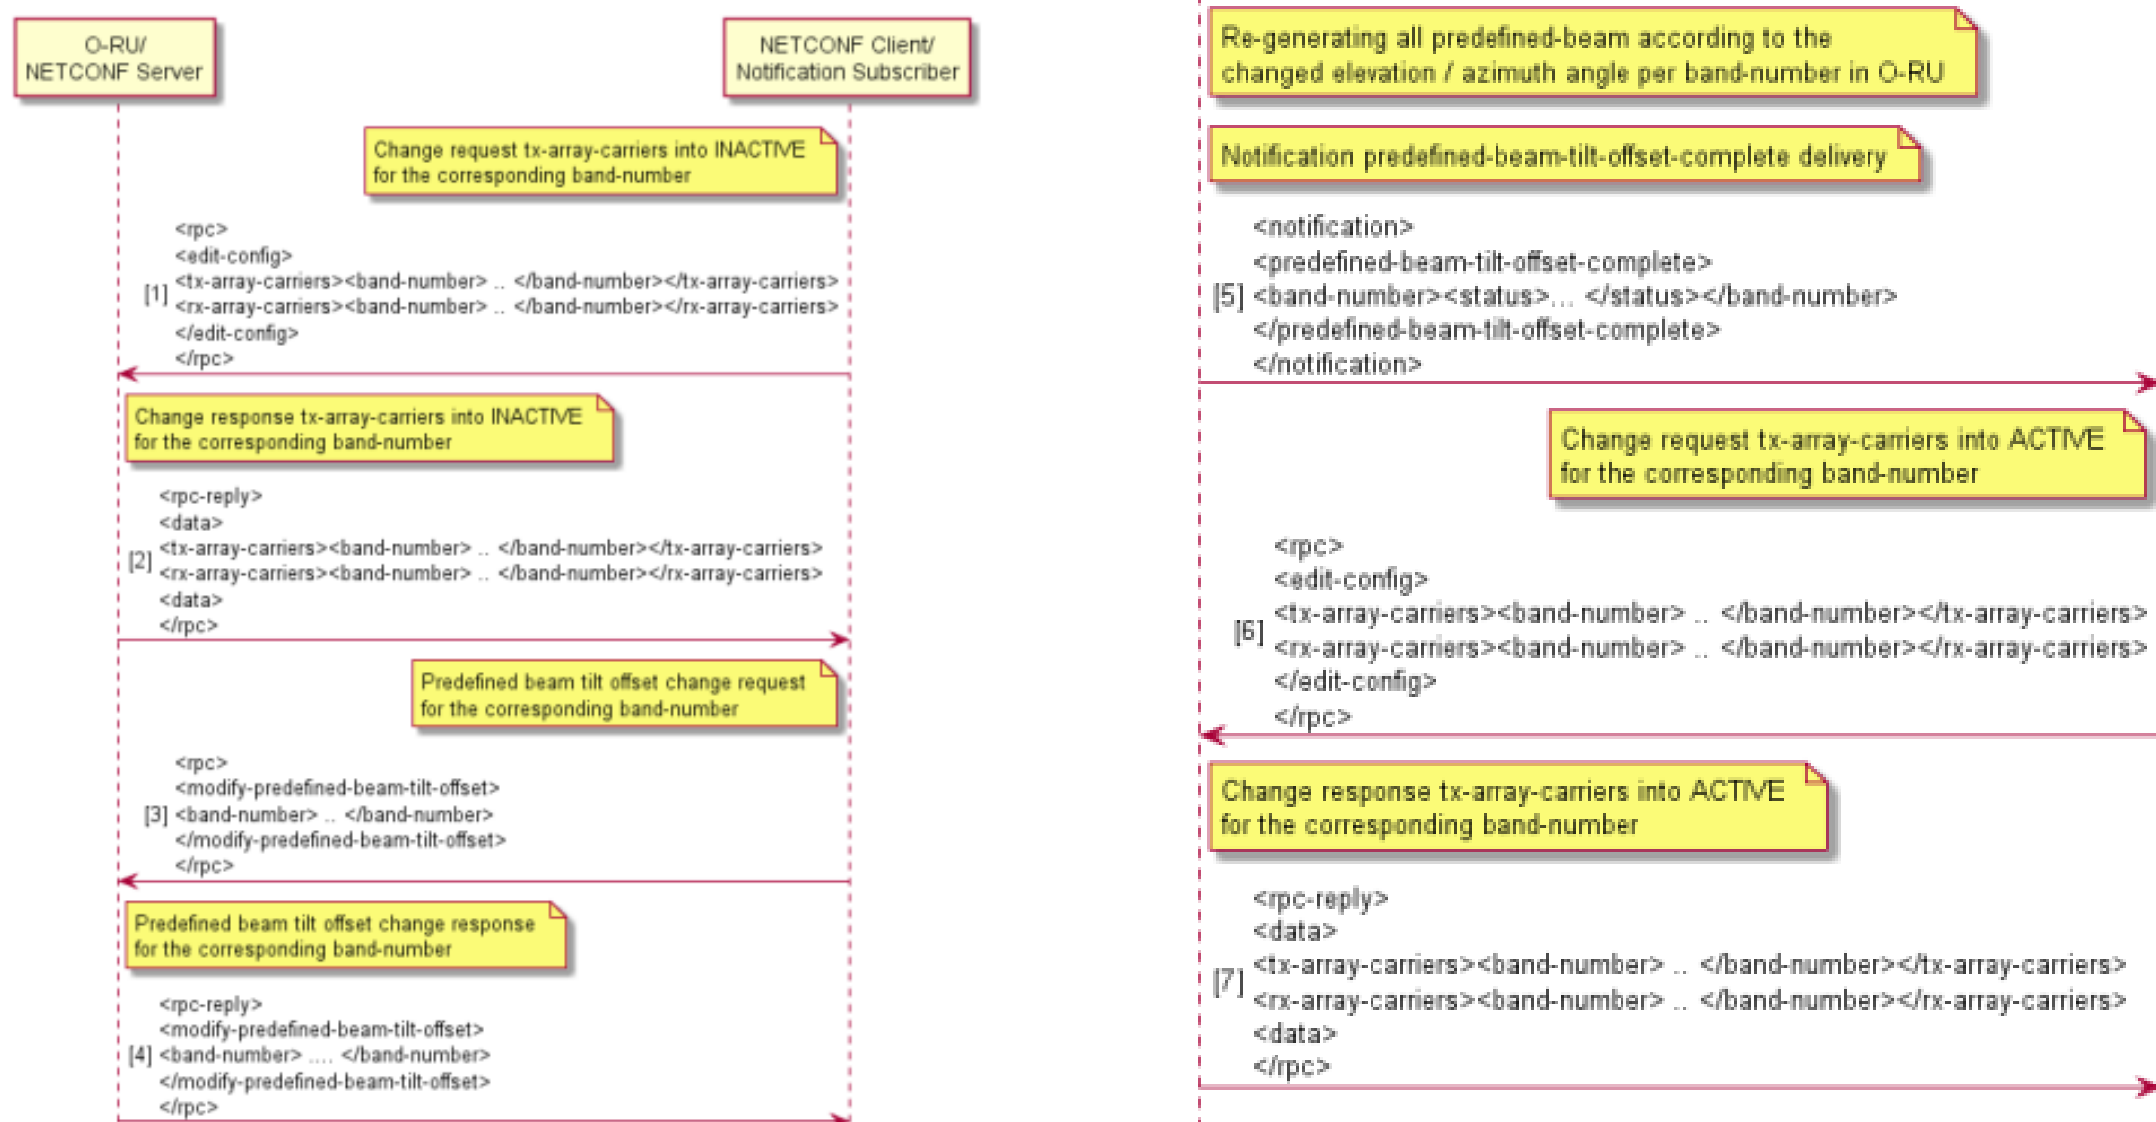 O-RU/
NETCONF Server
NETCONF Client/
Notification Subscriber
Change request tx-array-carriers into INACTIVE
for the corresponding band-number
<rpc>
<edit-config>
[1] <tx-array-carriers><band-number> .. </band-number></tx-array-carriers>
<rx-array-carriers><band-number> .. </band-number></rx-array-carriers>
</edit-config>
</rpc>
Change response tx-array-carriers into INACTIVE
for the corresponding band-number
<rpc-reply>
<data>
[2] <tx-array-carriers><band-number> .. </band-number></tx-array-carriers>
<rx-array-carriers><band-number> .. </band-number></rx-array-carriers>
<data>
</rpc>
Predefined beam tilt offset change request
for the corresponding band-number
<rpc>
<modify-predefined-beam-tilt-offset>
[3] <band-number> .. </band-number>
</modify-predefined-beam-tilt-offset>
</rpc>
Predefined beam tilt offset change response
for the corresponding band-number
<rpc-reply>
<modify-predefined-beam-tilt-offset>
[4] <band-number> .... </band-number>
</modify-predefined-beam-tilt-offset>
</rpc>
Re-generating all predefined-beam according to the
changed elevation / azimuth angle per band-number in O-RU
Notification predefined-beam-tilt-offset-complete delivery
<notification>
<predefined-beam-tilt-offset-complete>
[5] <band-number><status>... </status></band-number>
</predefined-beam-tilt-offset-complete>
</notification>
Change request tx-array-carriers into ACTIVE
for the corresponding band-number
<rpc>
<edit-config>
<tx-array-carriers><band-number> .. </band-number></tx-array-carriers>
[6] <rx-array-carriers><band-number> .. </band-number></rx-array-carriers>
</edit-config>
</rpc>
Change response tx-array-carriers into ACTIVE
for the corresponding band-number
<rpc-reply>
<data>
[7] <tx-array-carriers><band-number> .. </band-number></tx-array-carriers>
<rx-array-carriers><band-number> .. </band-number></rx-array-carriers>
<data>
</rpc>